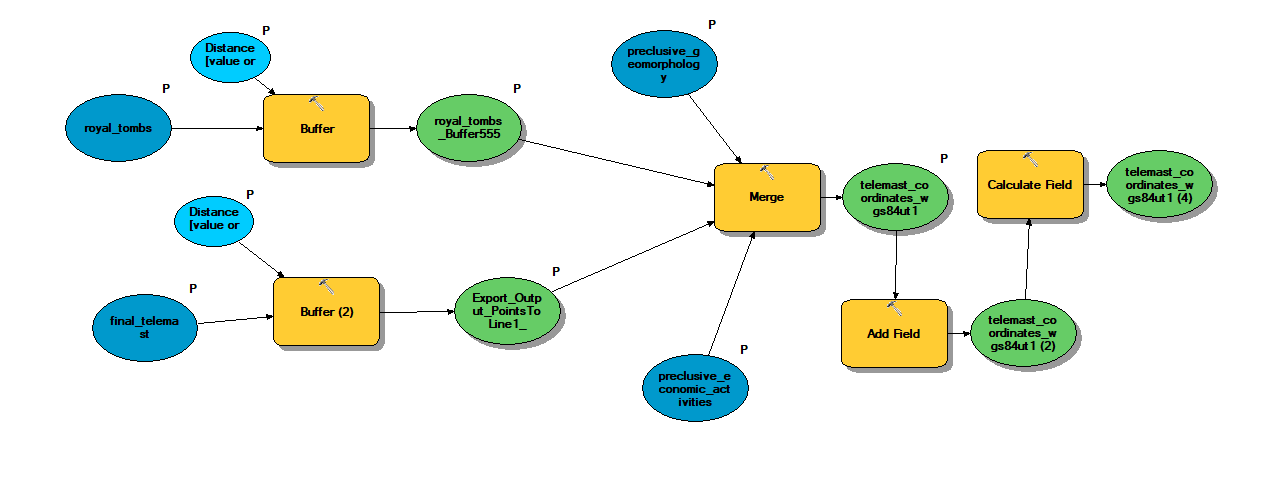 P
Distance
[value or
P
royal_tombs
Buffer
P
royal_tombs
_Buffer555
P
preclusive_g
eomorpholog
y
P
Distance
[value or
P
final_telema
st
Buffer (2)
P
Export_Outp
ut_PointsTo
Line1_
Merge
P
preclusive_e
conomic_act
ivities
P
telemast_co
ordinates_w
gs84ut1
Add Field
telemast_co
ordinates_w
gs84ut1 (2)
Calculate Field
telemast_co
ordinates_w
gs84ut1 (4)